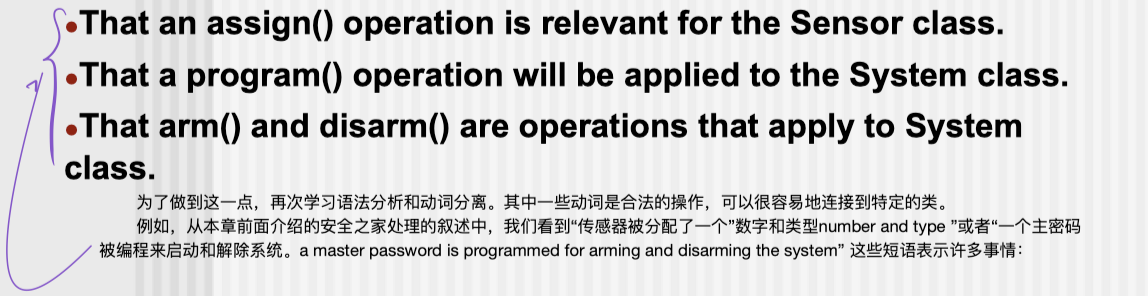 •That an assign() operation is relevant for the Sensor class.
•That a program() operation will be applied to the System class.
•That arm() and disarm() are operations that apply to System
class.
为了做到这一点，再次学习语法分析和动词分离。其中一些动词是合法的操作，可以很容易地连接到特定的类。
例如，从本章前面介绍的安全之家处理的叙述中，我们看到“传感器被分配了一个”数字和类型number and type ”或者“一个主密码
被编程来启动和解除系统。a master password is programmed for arming and disarming the system” 这些短语表示许多事情：